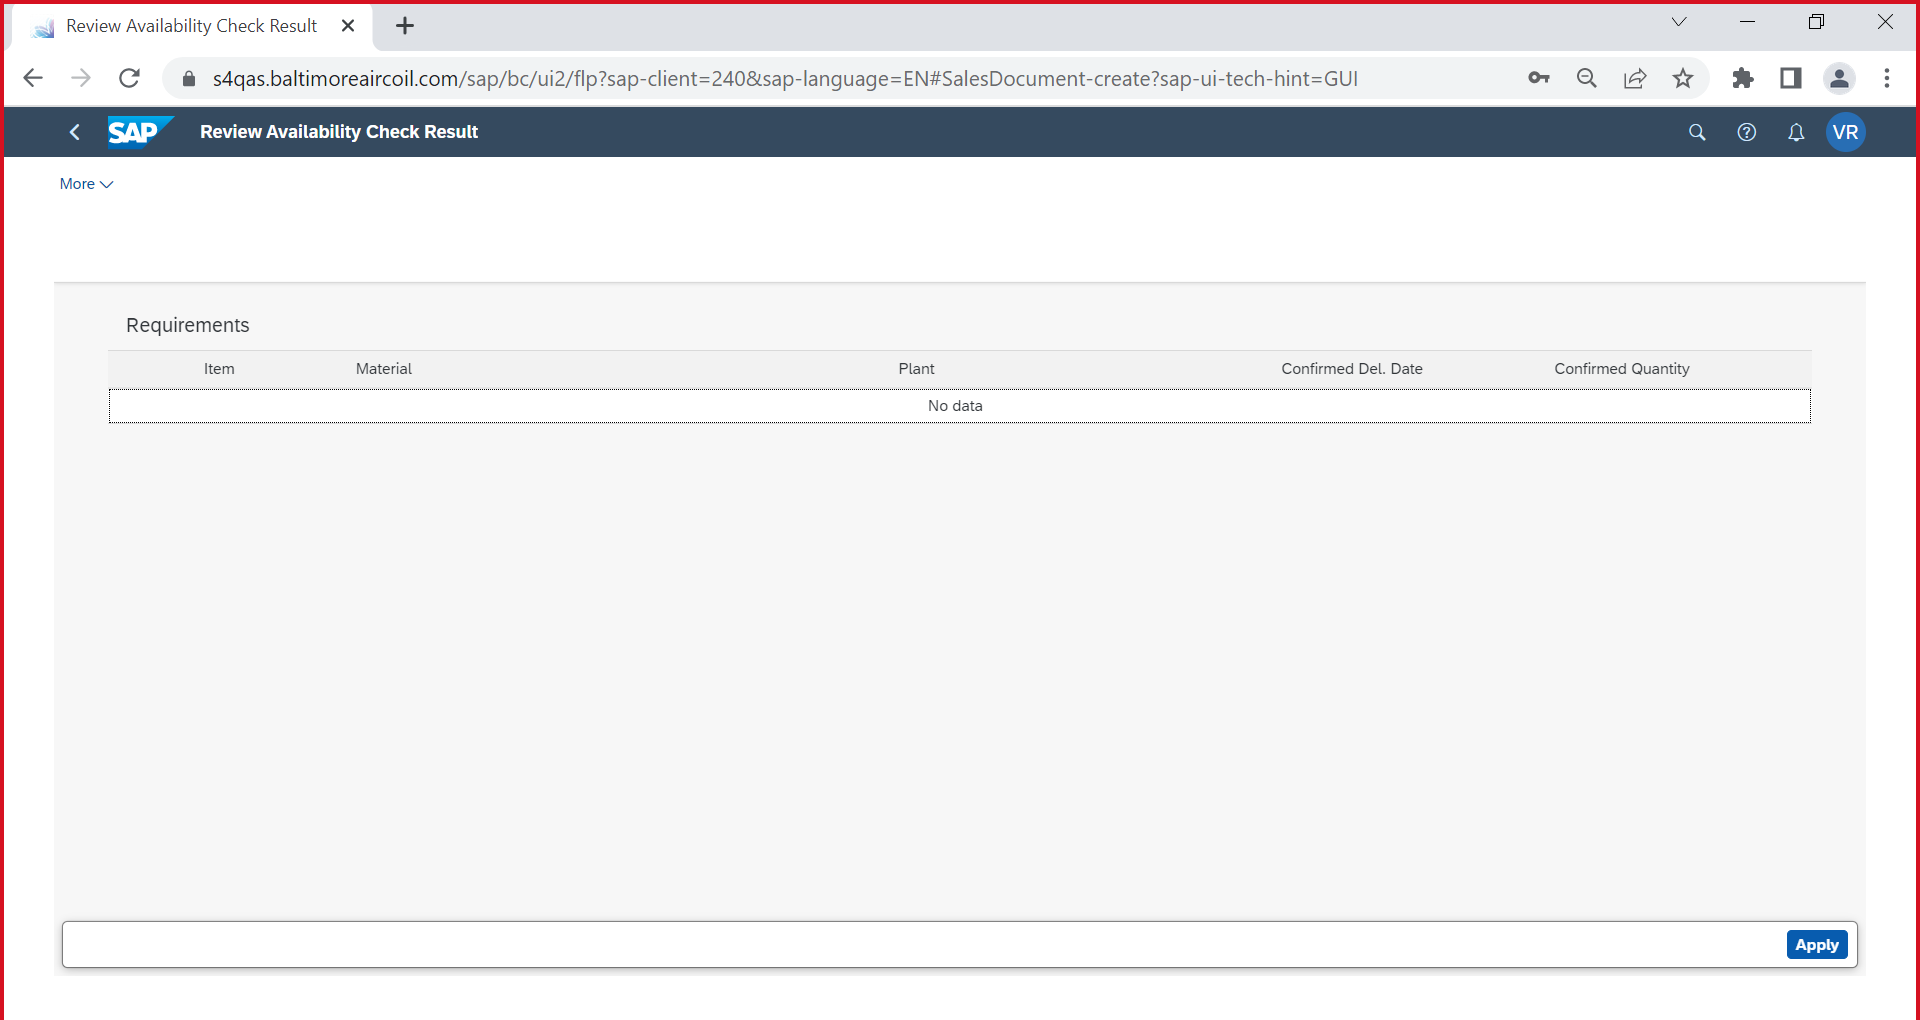 Review Availability Check Result
s4qas.baltimoreaircoil.com/sap/bc/ui2/flp?sap-client=240&sap-language=EN#SalesDocument-create?sap-ui-tech-hint=GUI
SAP Review Availability Check Result VR
More
Requirements
Item Material Plant Confirmed Del. Date Confirmed Quantity
No data
Apply